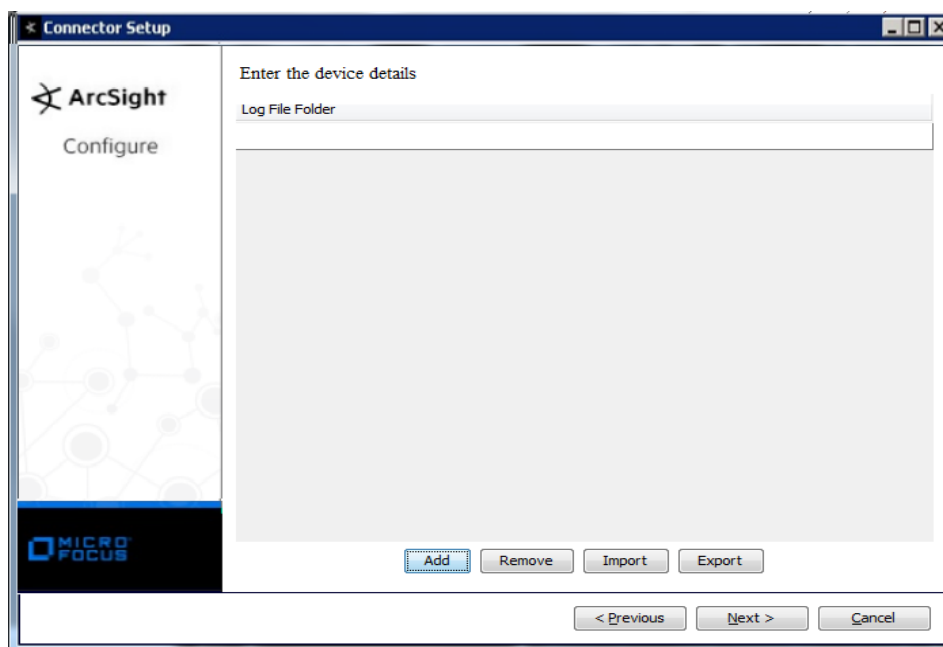 Connector Setup
ArcSight
Configure
Enter the device details
Log File Folder
MICRO
FOCUS
Add
Remove
Import
Export
< Previous
Next >
Cancel